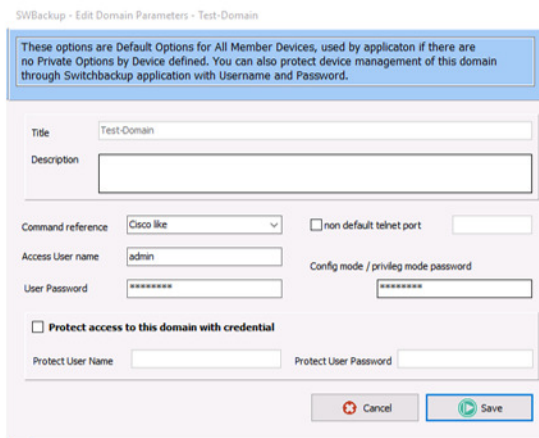 SWBackup - Edit Domain Parameters - Test-Domain
These options are Default Options for All Member Devices, used by applicaton if there are
no Private Options by Device defined. You can also protect device management of this domain
through Switchbackup application with Username and Password.
Title Test-Domain
Description
Command reference Cisco like non default telnet port
Access User name admin
Config mode / privileg mode password
User Password ******** ********
Protect access to this domain with credential
Protect User Name Protect User Password
Cancel Save